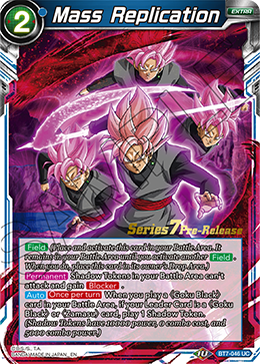 2
Mass Replication
EXTRA
Series 7 Pre-Release
Field (Place and activate this card in your Battle Area. It
remains in your Battle Area until you activate another Field.
When you do, place this card in its owner's Drop Area.)
Permanent Shadow Tokens in your Battle Area can't
attack and gain Blocker.
Auto Once per turn When you play a 《Goku Black》
card in your Battle Area, if your Leader Card is a 《Goku
Black》 or 《Zamasu》 card, play 1 Shadow Token.
(Shadow Tokens have 10000 power, 0 combo cost, and
5000 combo power.)
MADE IN JAPAN EN
BT7-046 UC